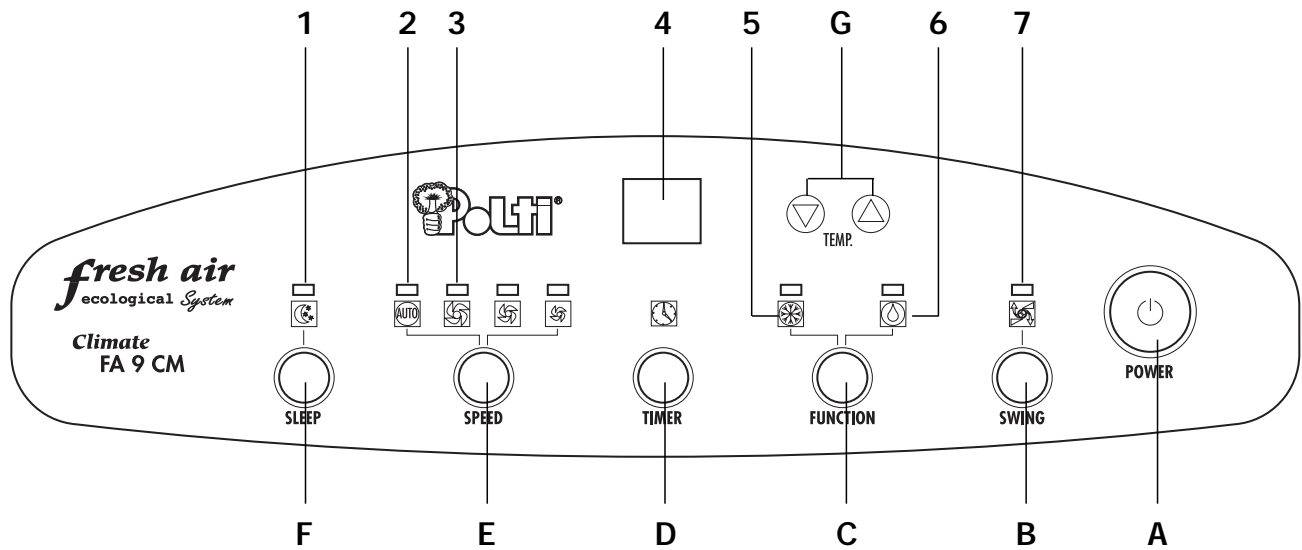 1 2 3 4 5 G 6 7
Polti®
TEMP.
fresh air
ecological System
AUTO
Climate
FA 9 CM
POWER
SLEEP SPEED TIMER FUNCTION SWING
F E D C B A